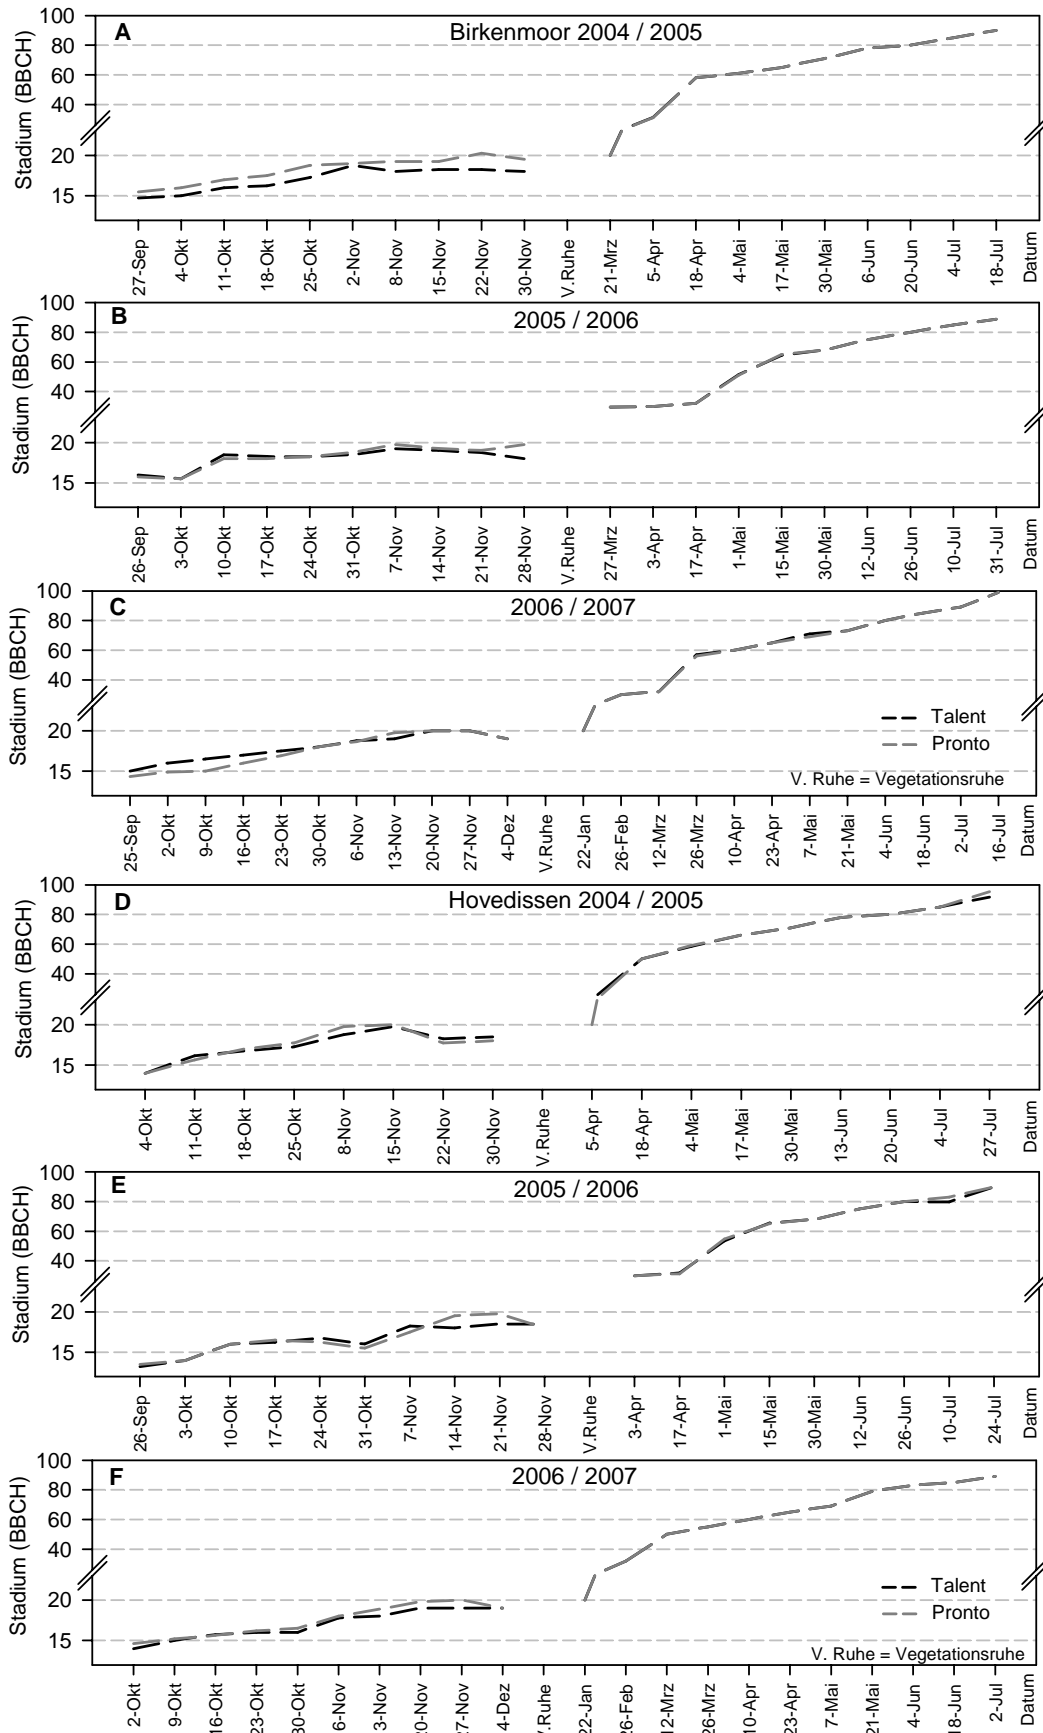 A
Birkenmoor 2004 / 2005
Stadium (BBCH)
100
80
60
40
20
15
27-Sep 4-Okt 11-Okt 18-Okt 25-Okt 2-Nov 8-Nov 15-Nov 22-Nov 30-Nov V.Ruhe 21-Mrz 5-Apr 18-Apr 4-Mai 17-Mai 30-Mai 6-Jun 20-Jun 4-Jul 18-Jul Datum
B
2005 / 2006
Stadium (BBCH)
100
80
60
40
20
15
26-Sep 3-Okt 10-Okt 17-Okt 24-Okt 31-Okt 7-Nov 14-Nov 21-Nov 28-Nov V.Ruhe 27-Mrz 3-Apr 17-Apr 1-Mai 15-Mai 30-Mai 12-Jun 26-Jun 10-Jul 31-Jul Datum
C
2006 / 2007
Stadium (BBCH)
100
80
60
40
20
15
Talent
Pronto
V. Ruhe = Vegetationsruhe
25-Sep 2-Okt 9-Okt 16-Okt 23-Okt 30-Okt 6-Nov 13-Nov 20-Nov 27-Nov 4-Dez V.Ruhe 22-Jan 26-Feb 12-Mrz 26-Mrz 10-Apr 23-Apr 7-Mai 21-Mai 4-Jun 18-Jun 2-Jul 16-Jul Datum
D
Hovedissen 2004 / 2005
Stadium (BBCH)
100
80
60
40
20
15
4-Okt 11-Okt 18-Okt 25-Okt 8-Nov 15-Nov 22-Nov 30-Nov V.Ruhe 5-Apr 18-Apr 4-Mai 17-Mai 30-Mai 13-Jun 20-Jun 4-Jul 27-Jul Datum
E
2005 / 2006
Stadium (BBCH)
100
80
60
40
20
15
26-Sep 3-Okt 10-Okt 17-Okt 24-Okt 31-Okt 7-Nov 14-Nov 21-Nov 28-Nov V.Ruhe 3-Apr 17-Apr 1-Mai 15-Mai 30-Mai 12-Jun 26-Jun 10-Jul 24-Jul Datum
F
2006 / 2007
Stadium (BBCH)
100
80
60
40
20
15
Talent
Pronto
V. Ruhe = Vegetationsruhe
2-Okt 9-Okt 16-Okt 23-Okt 30-Okt 6-Nov 3-Nov 20-Nov 27-Nov 4-Dez V.Ruhe 22-Jan 26-Feb 12-Mrz 26-Mrz 10-Apr 23-Apr 7-Mai 21-Mai 4-Jun 18-Jun 2-Jul Datum